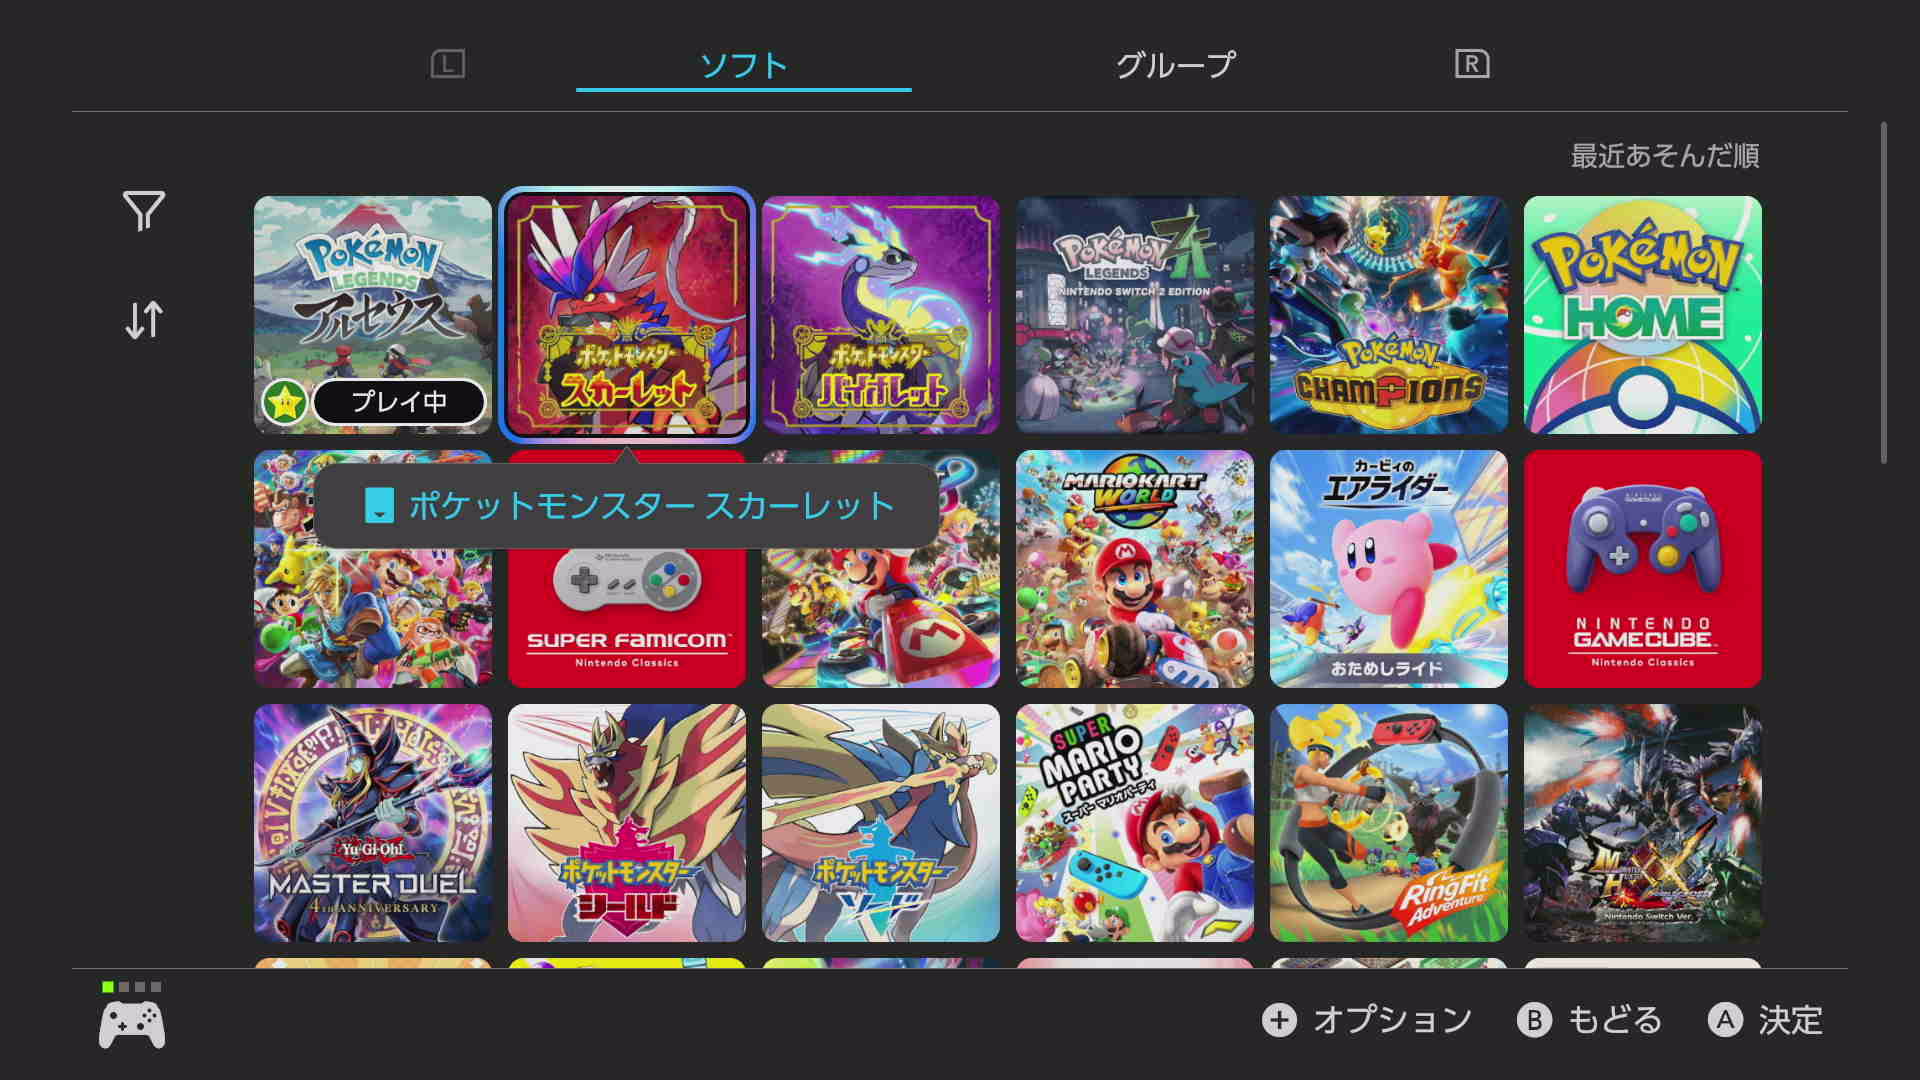 L
ソフト
グループ
R
最近あそんだ順
POKéMON
LEGENDS
アルセウス
プレイ中
ポケットモンスター
スカーレット
ポケットモンスター
バイオレット
POKéMON
LEGENDS
Z-A
NINTENDO SWITCH 2 EDITION
POKéMON
CHAMPIONS
POKéMON
HOME
ポケットモンスター スカーレット
SUPER FAMICOM
Nintendo Classics
8
M
MARIOKART
WORLD
M
カービィの
エアライダー
おためしライド
NINTENDO
GAMECUBE
Nintendo Classics
Yu-Gi-Oh!
MASTER DUEL
4TH ANNIVERSARY
ポケットモンスター
シールド
ポケットモンスター
ソード
SUPER
MARIO
PARTY
スーパー マリオパーティ
RingFit
Adventure
MONSTER HUNTER
XX
Nintendo Switch Ver.
+ オプション
B もどる
A 決定